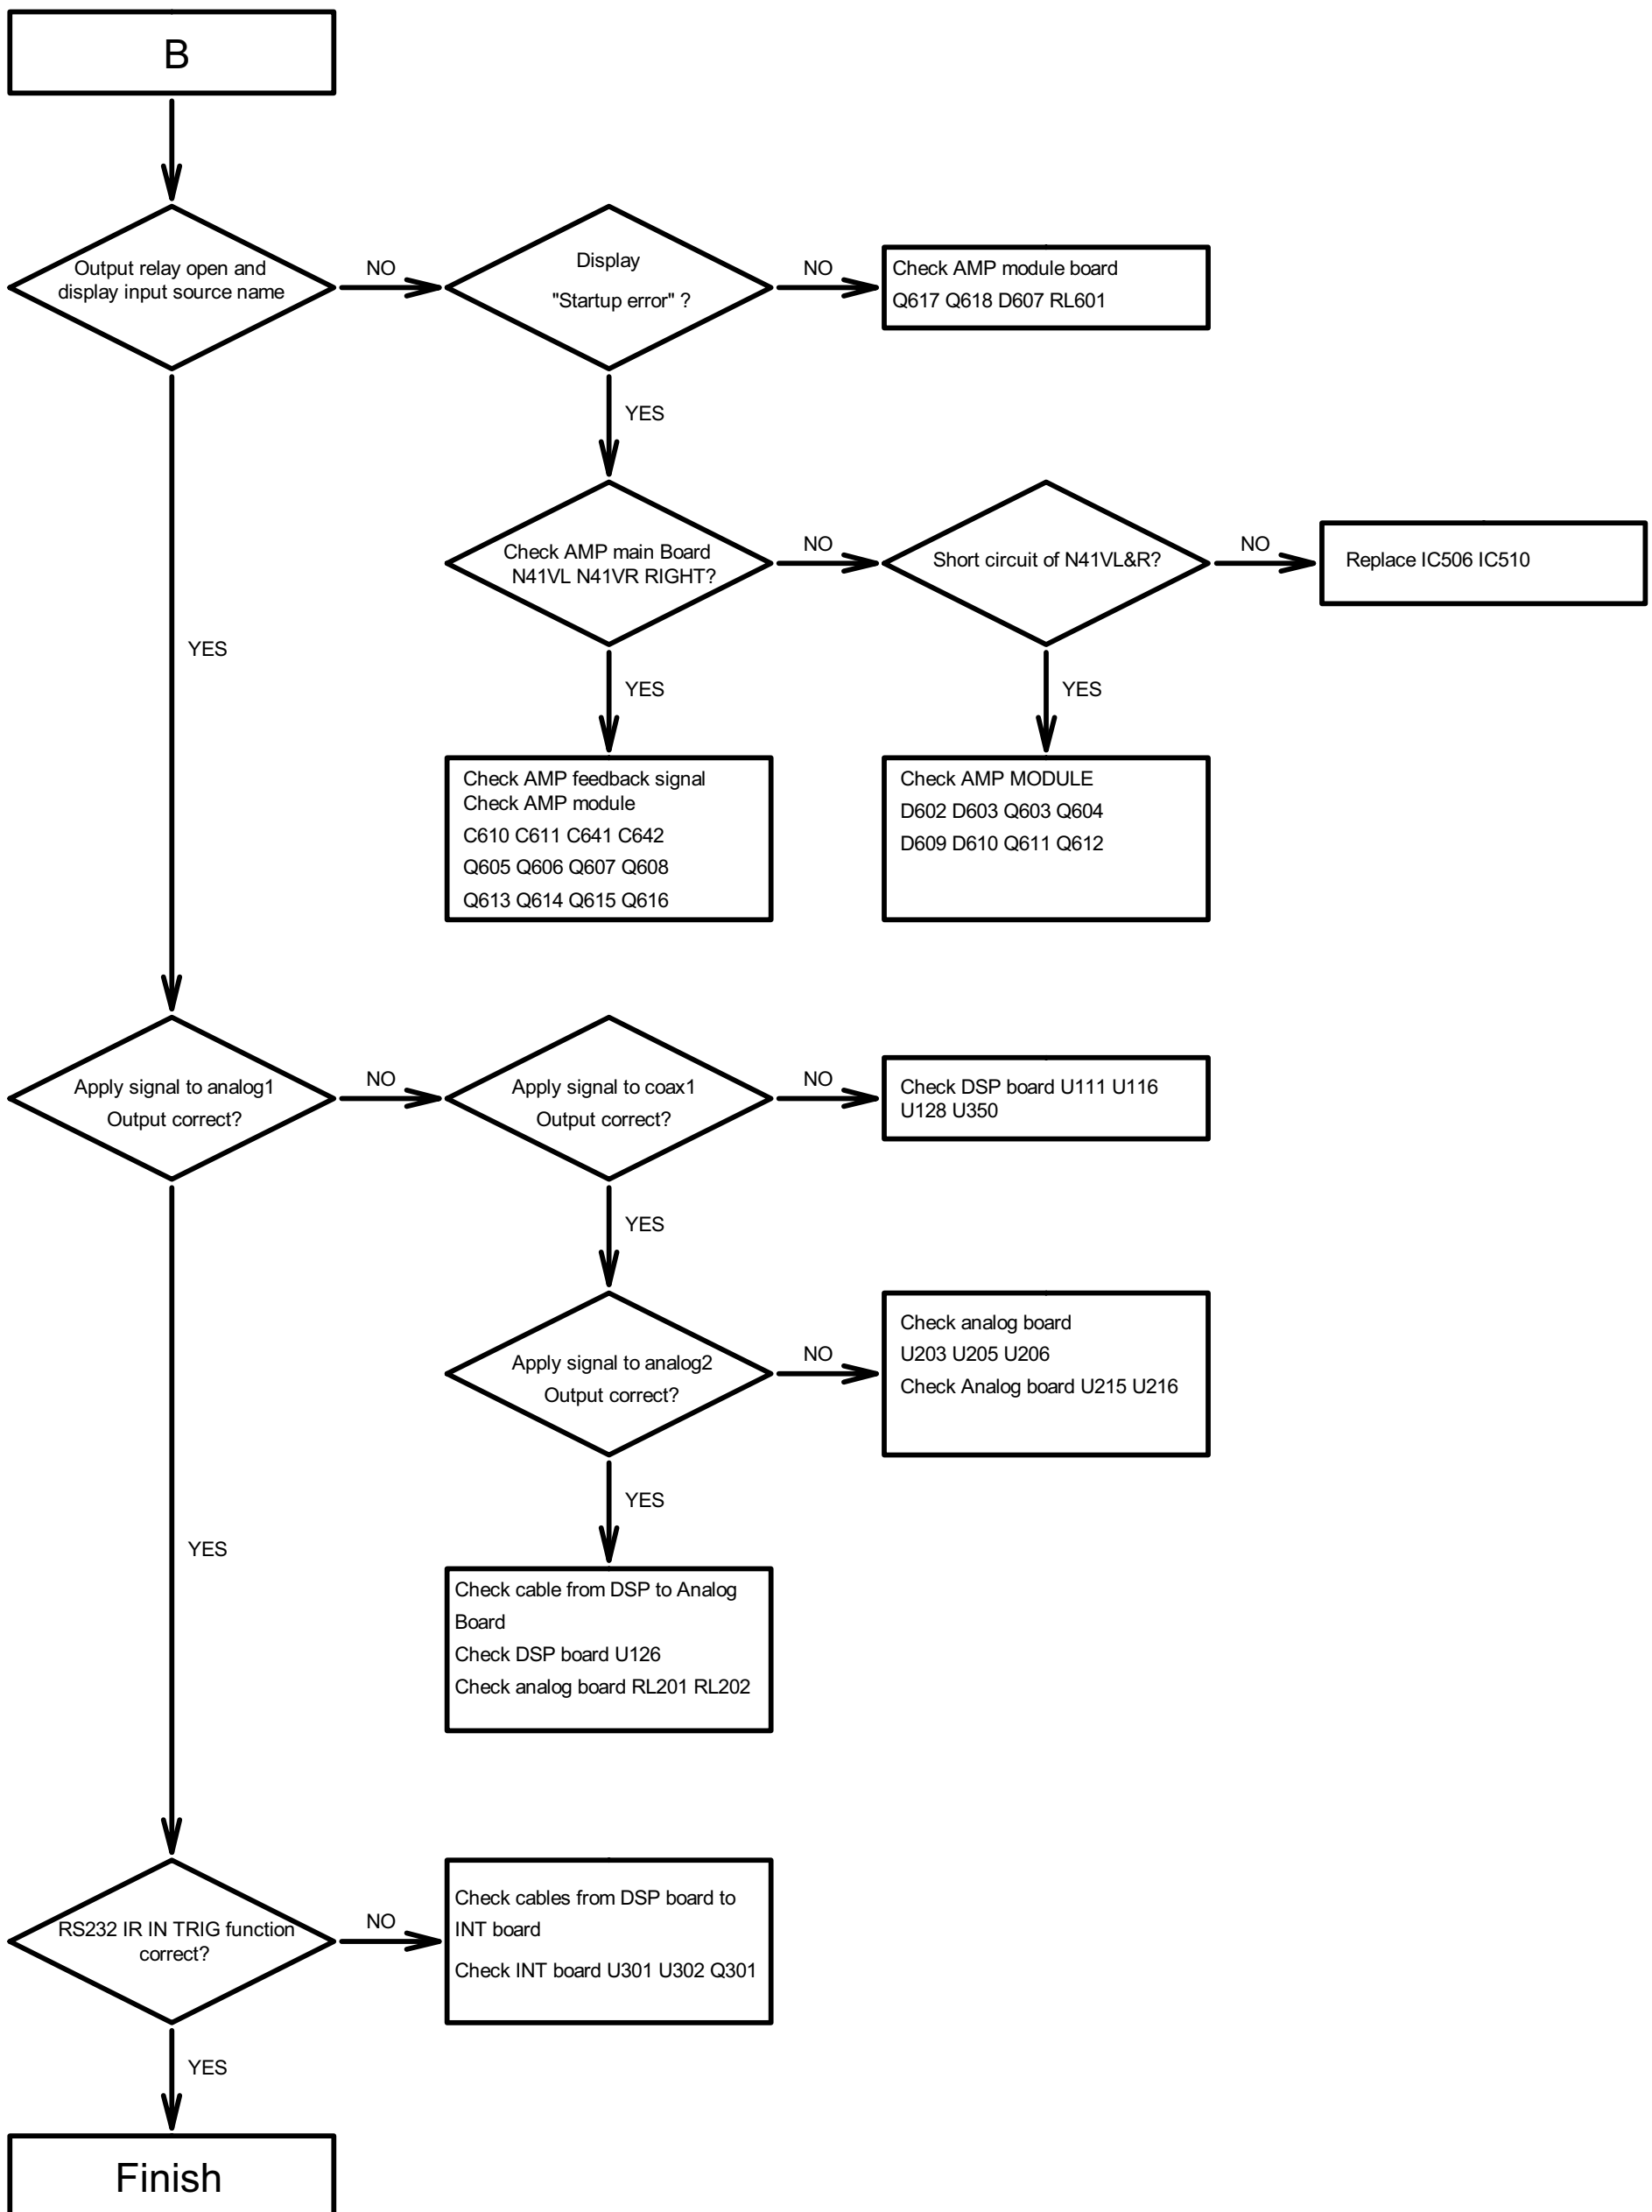 B
Output relay open and
display input source name
NO
Display
"Startup error" ?
NO
Check AMP module board
Q617 Q618 D607 RL601
YES
Check AMP main Board
N41VL N41VR RIGHT?
NO
Short circuit of N41VL&R?
NO
Replace IC506 IC510
YES
YES
YES
Check AMP feedback signal
Check AMP module
C610 C611 C641 C642
Q605 Q606 Q607 Q608
Q613 Q614 Q615 Q616
Check AMP MODULE
D602 D603 Q603 Q604
D609 D610 Q611 Q612
Apply signal to analog1
Output correct?
NO
Apply signal to coax1
Output correct?
NO
Check DSP board U111 U116
U128 U350
YES
Apply signal to analog2
Output correct?
NO
Check analog board
U203 U205 U206
Check Analog board U215 U216
YES
YES
Check cable from DSP to Analog
Board
Check DSP board U126
Check analog board RL201 RL202
RS232 IR IN TRIG function
correct?
NO
Check cables from DSP board to
INT board
Check INT board U301 U302 Q301
YES
Finish